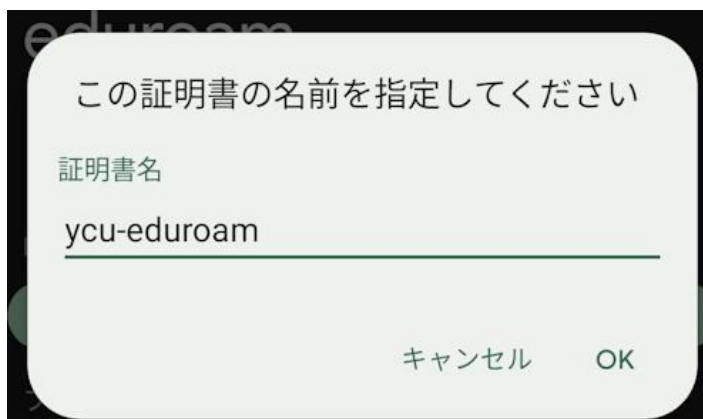 eduroam
この証明書の名前を指定してください
証明書名
ycu-eduroam
キャンセル
OK